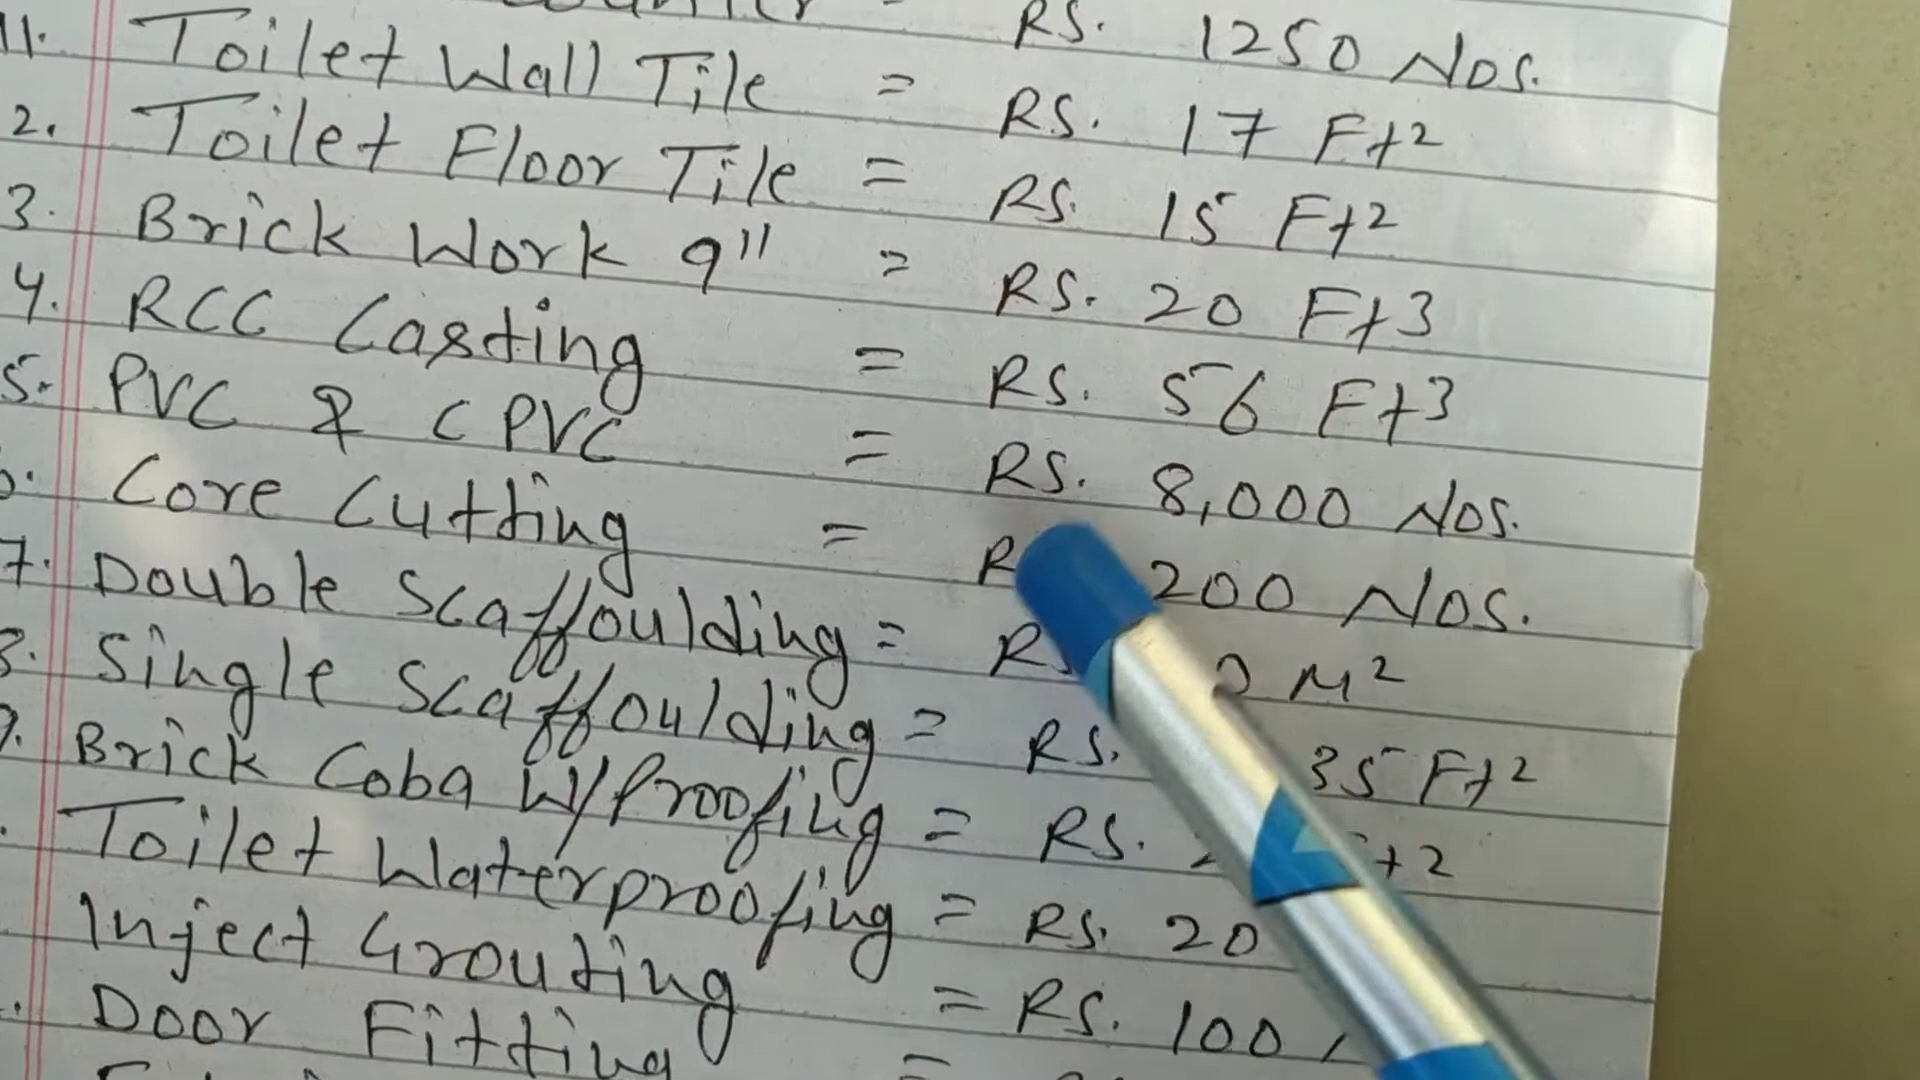 RS. 1250 Nos.
11. Toilet Wall Tile = RS. 17 Ft2
2. Toilet Floor Tile = RS. 15 Ft2
3. Brick Work 9" = RS. 20 Ft3
4. RCC Casting = RS. 56 Ft3
5. PVC & CPVC = RS. 8,000 Nos.
Core Cutting = 200 Nos.
7. Double Scaffoulding = M2
Single Scaffoulding = RS. 35 Ft2
Brick Coba W/Proofing = RS.
Toilet Waterproofing = RS. 20
Inject Grouting = RS. 100
Door Fitting =